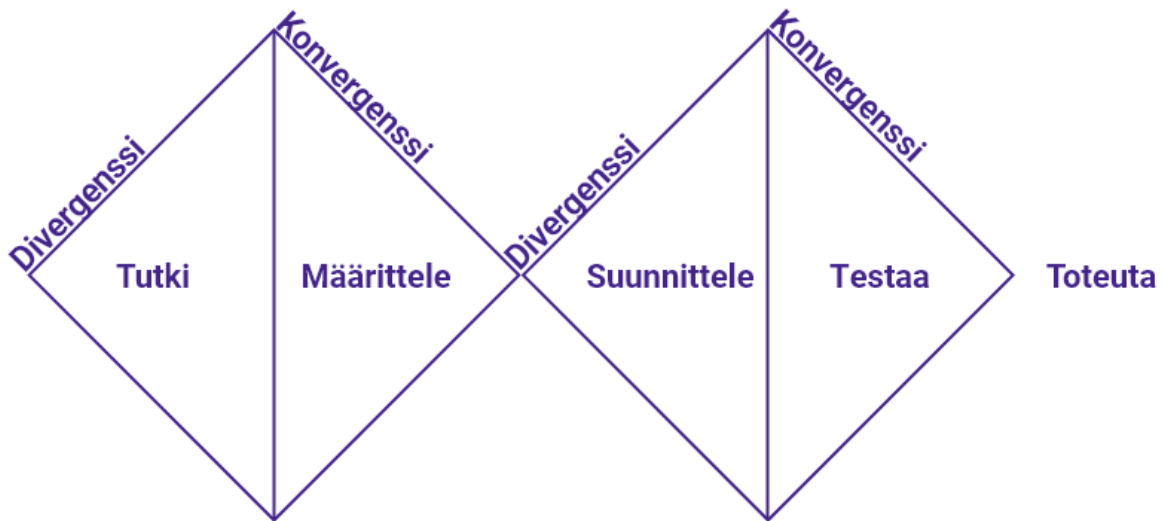 Divergenssi
Konvergenssi
Divergenssi
Konvergenssi
Tutki
Määrittele
Suunnittele
Testaa
Toteuta